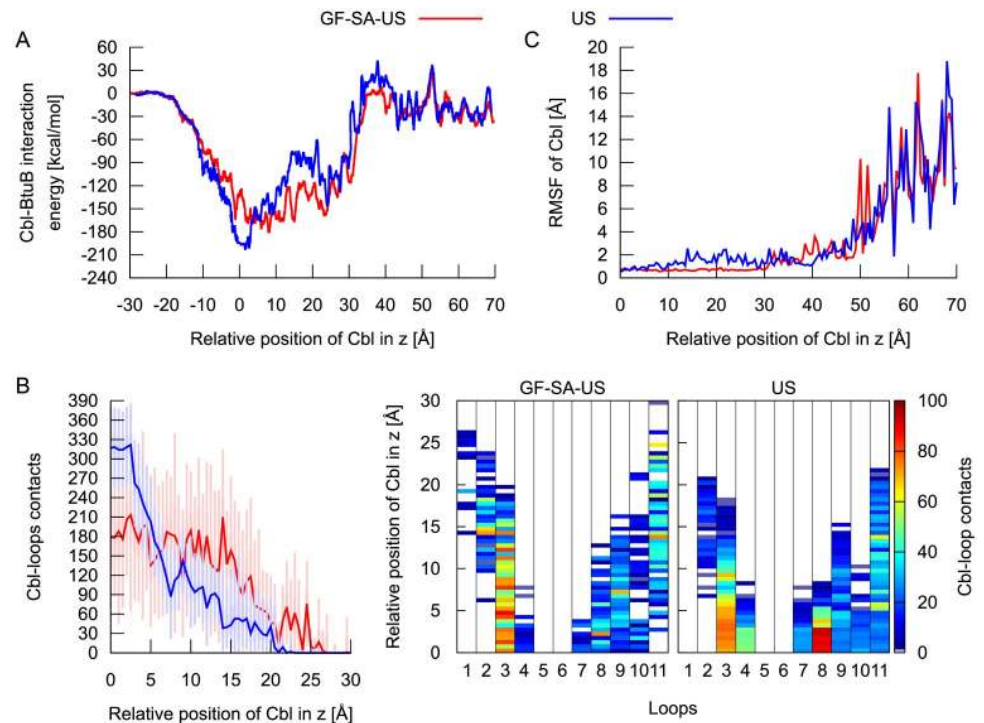 GF-SA-US US
A
Cbl-BtuB interaction
energy [kcal/mol]
60
30
0
-30
-60
-90
-120
-150
-180
-210
-240
-30 -20 -10 0 10 20 30 40 50 60 70
Relative position of Cbl in z [Å]
C
RMSF of Cbl [Å]
20
18
16
14
12
10
8
6
4
2
0
0 10 20 30 40 50 60 70
Relative position of Cbl in z [Å]
B
Cbl-loops contacts
390
360
330
300
270
240
210
180
150
120
90
60
30
0
0 5 10 15 20 25 30
Relative position of Cbl in z [Å]
GF-SA-US US
Relative position of Cbl in z [Å]
30
25
20
15
10
5
0
1 2 3 4 5 6 7 8 9 10 11 1 2 3 4 5 6 7 8 9 10 11
Loops
100
80
60
40
20
0
Cbl-loop contacts